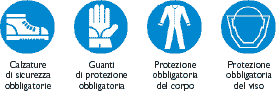 Calzature
di sicurezza
obbligatorie
Guanti
di protezione
obbligatoria
Protezione
obbligatoria
del corpo
Protezione
obbligatoria
del viso